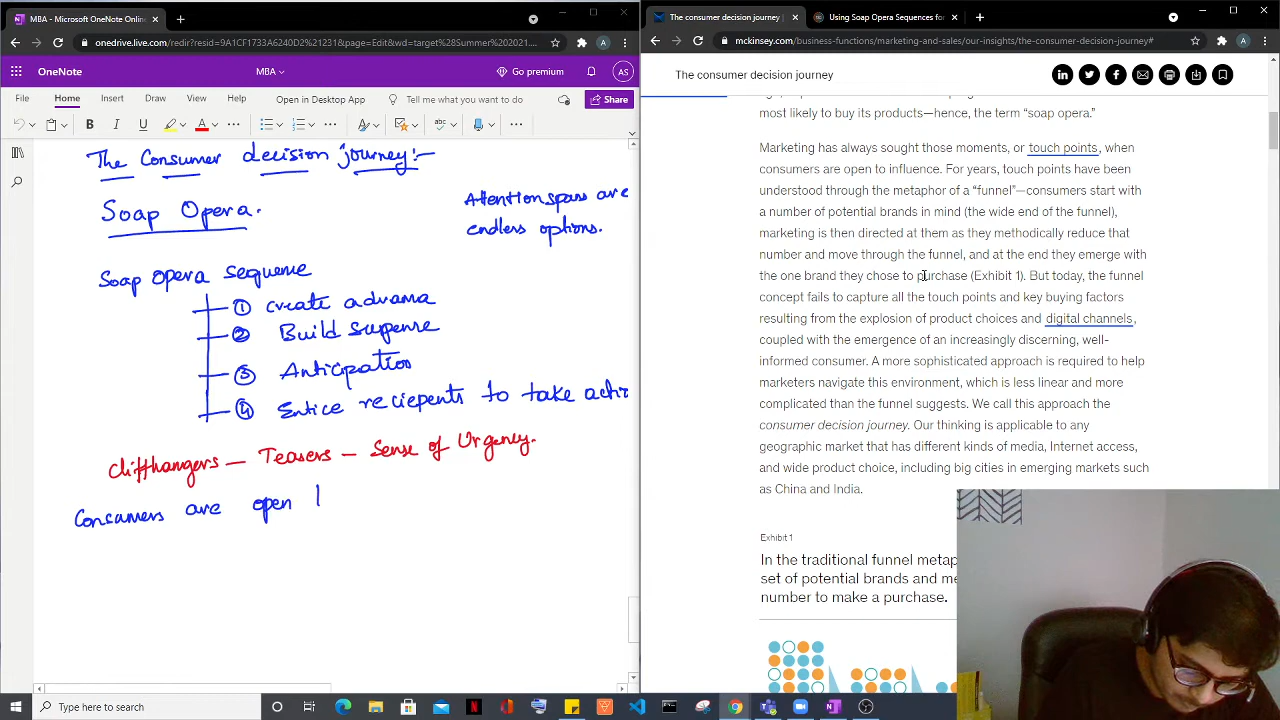 MBA - Microsoft OneNote Online
onedrive.live.com/redir?resid=9A1CF1733A6240D2%21231&page=Edit&wd=target%28Summer%202021....
OneNote
MBA
Go premium
AS
File Home Insert Draw View Help Open in Desktop App Tell me what you want to do Share
B I U A
abc
The Consumer decision journey:-
Soap Opera.
Attention spans are
endless options.
Soap opera sequence
① create a drama
② Build suspense
③ Anticipation
④ Entice reciepents to take actio
Cliffhangers — Teasers — Sense of Urgency.
Consumers are open
Type here to search
The consumer decision journey |
Using Soap Opera Sequences for
mckinsey.com/business-functions/marketing-and-sales/our-insights/the-consumer-decision-journey#
The consumer decision journey
most likely to buy its products—hence, the term “soap opera.”
Marketing has always sought those moments, or touch points, when
consumers are open to influence. For years, touch points have been
understood through the metaphor of a “funnel”—consumers start with
a number of potential brands in mind (the wide end of the funnel),
marketing is then directed at them as they methodically reduce that
number and move through the funnel, and at the end they emerge with
the one brand they chose to purchase (Exhibit 1). But today, the funnel
concept fails to capture all the touch points and key buying factors
resulting from the explosion of product choices and digital channels,
coupled with the emergence of an increasingly discerning, well-
informed consumer. A more sophisticated approach is required to help
marketers navigate this environment, which is less linear and more
complicated than the funnel suggests. We call this approach the
consumer decision journey. Our thinking is applicable to any
geographic market that has different kinds of media, Internet access,
and wide product choice, including big cities in emerging markets such
as China and India.
Exhibit 1
In the traditional funnel metap
set of potential brands and me
number to make a purchase.